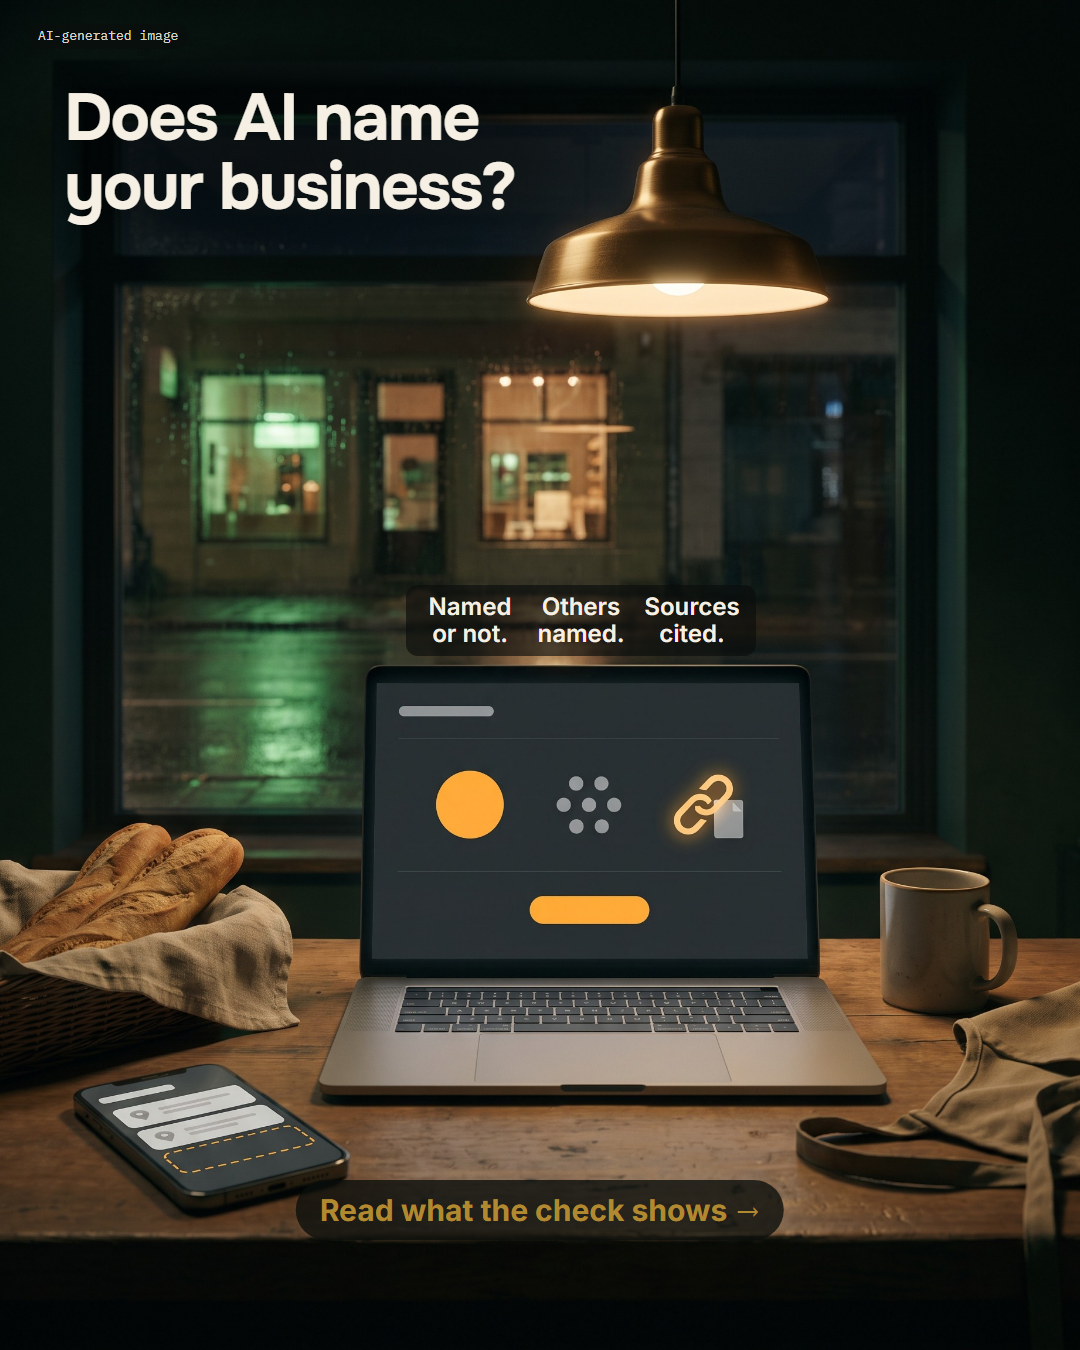 AI-generated image
Does AI name
your business?
Named
or not.
Others
named.
Sources
cited.
Read what the check shows →